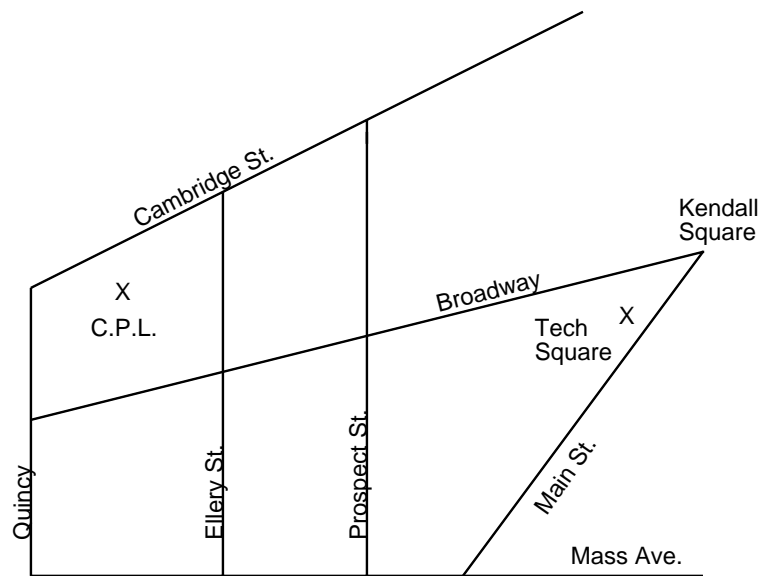 Cambridge St.
Kendall
Square
Broadway
X
C.P.L.
X
Tech
Square
Quincy
Ellery St.
Prospect St.
Main St.
Mass Ave.